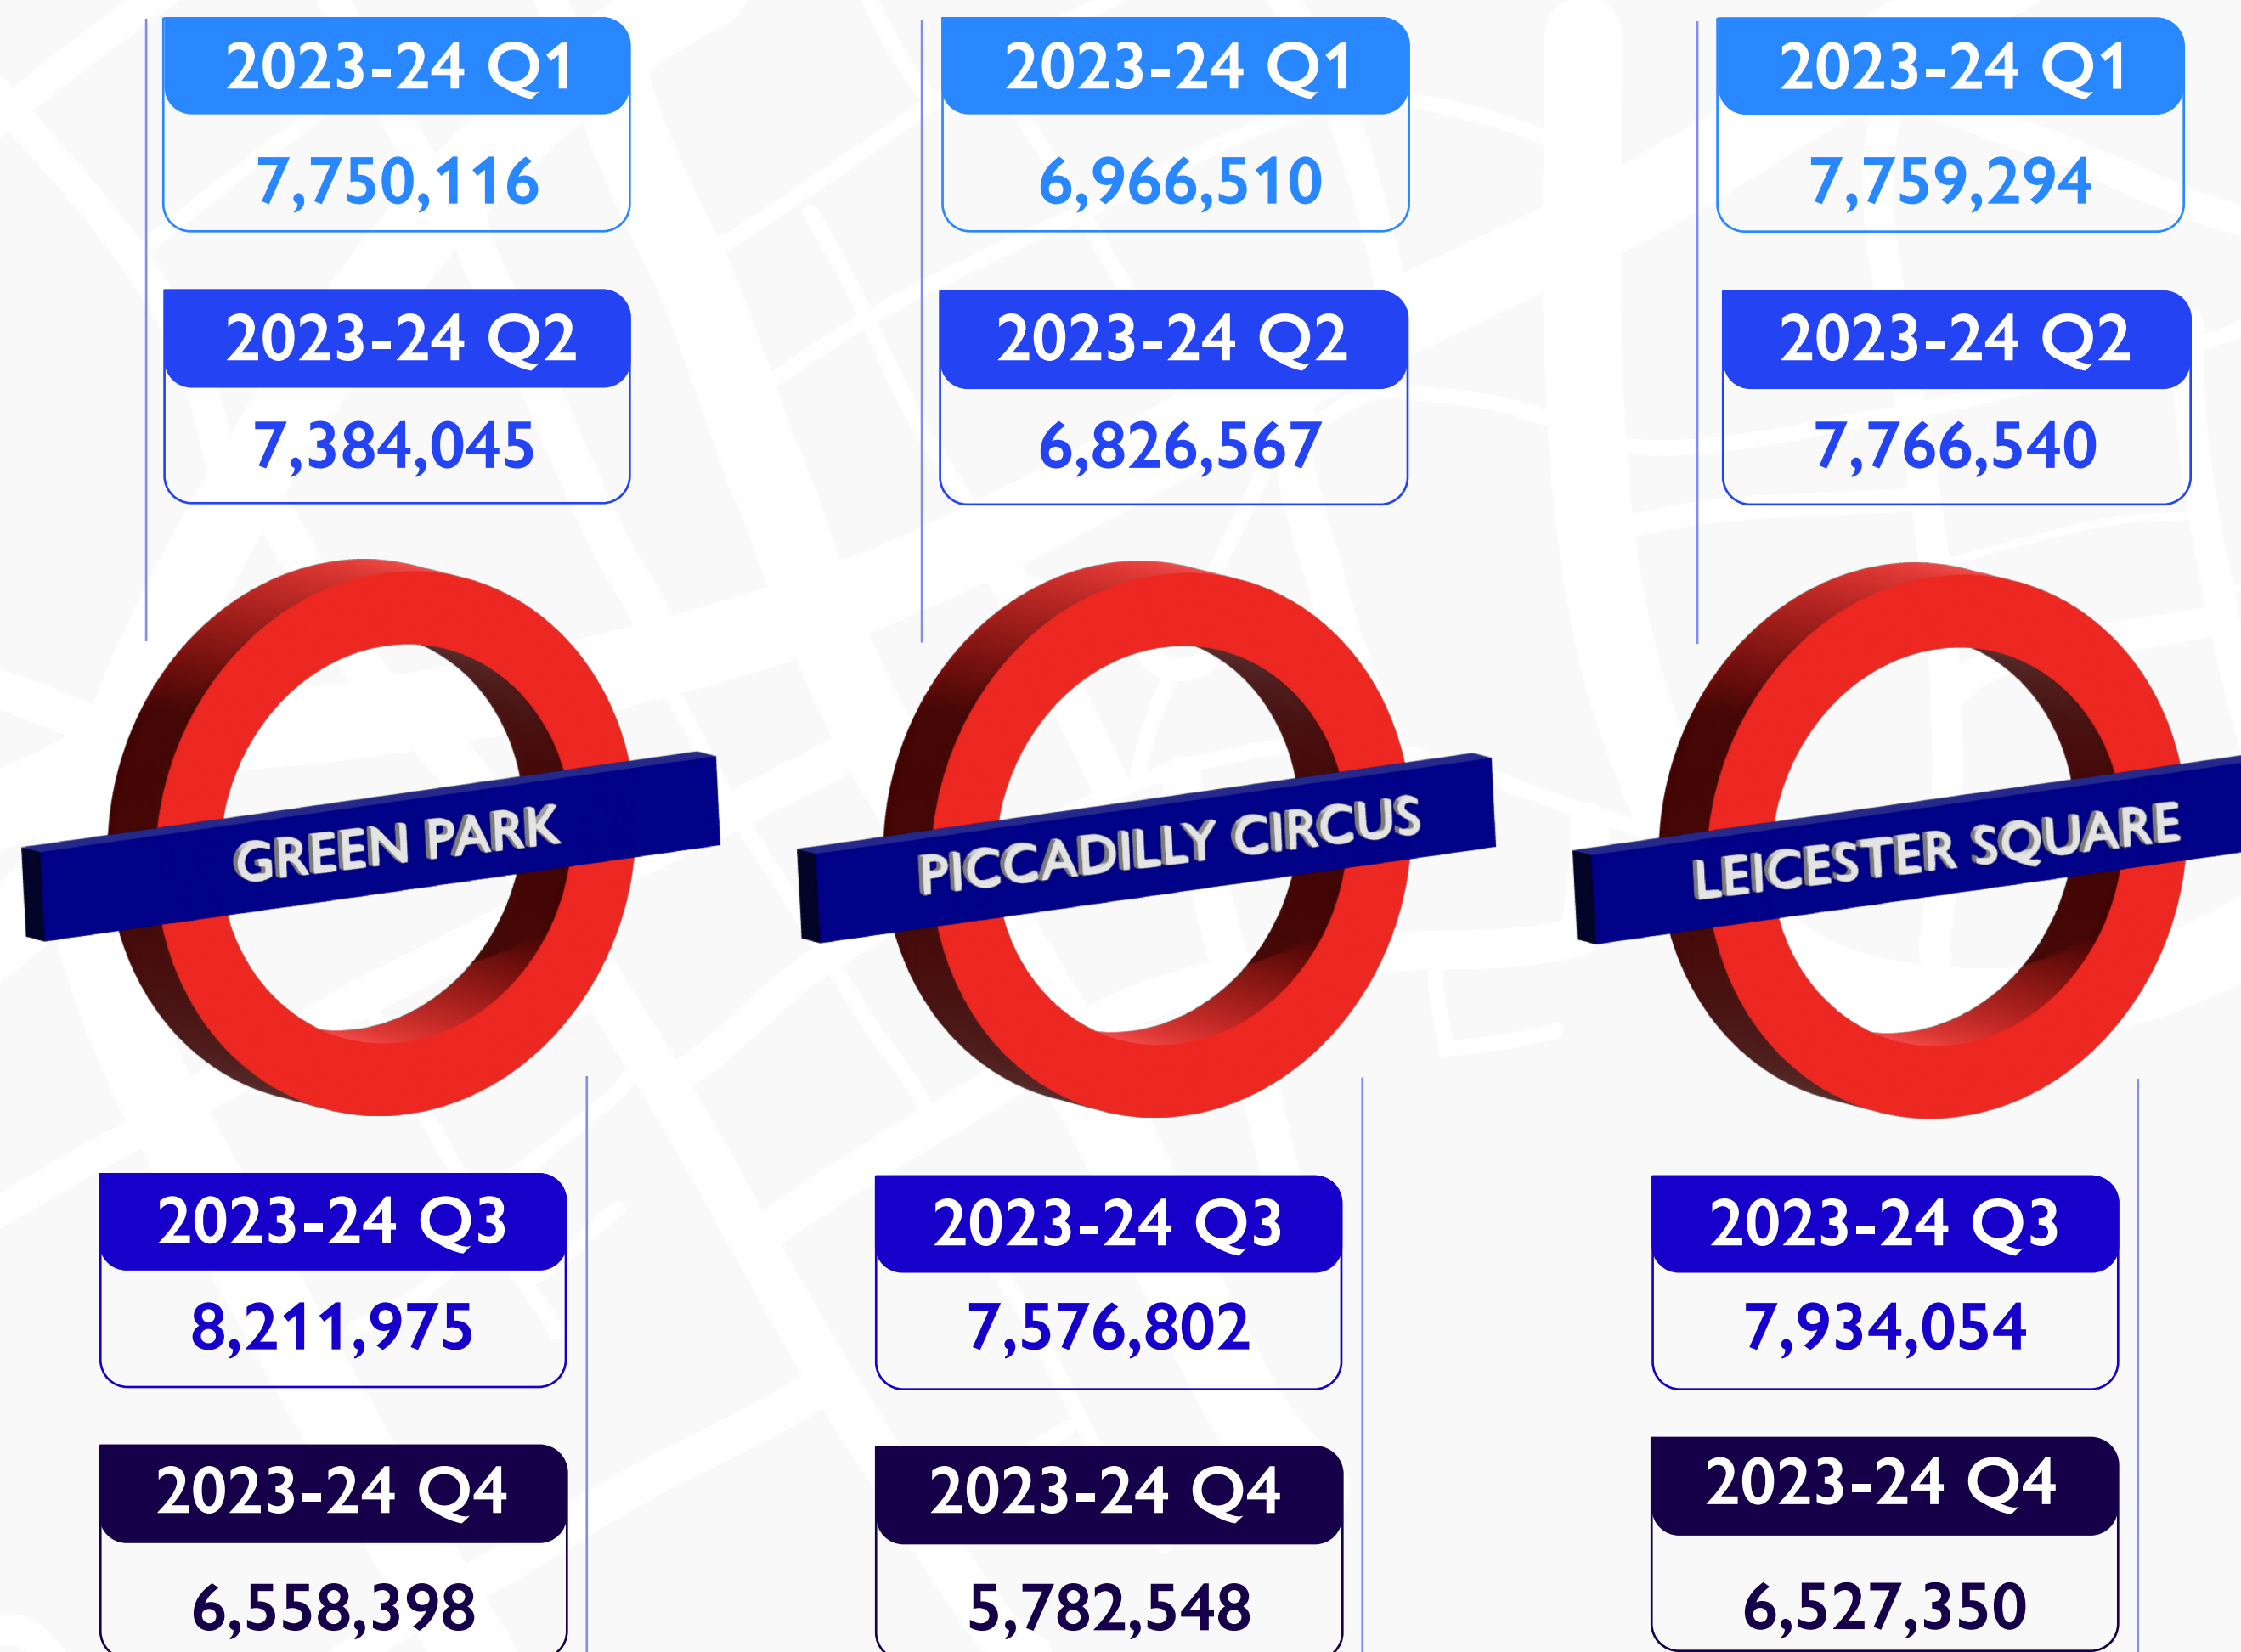 2023-24 Q1
7,750,116
2023-24 Q2
7,384,045
GREEN PARK
2023-24 Q3
8,211,975
2023-24 Q4
6,558,398
2023-24 Q1
6,966,510
2023-24 Q2
6,826,567
PICCADILLY CIRCUS
2023-24 Q3
7,576,802
2023-24 Q4
5,782,548
2023-24 Q1
7,759,294
2023-24 Q2
7,766,540
LEICESTER SQUARE
2023-24 Q3
7,934,054
2023-24 Q4
6,527,350